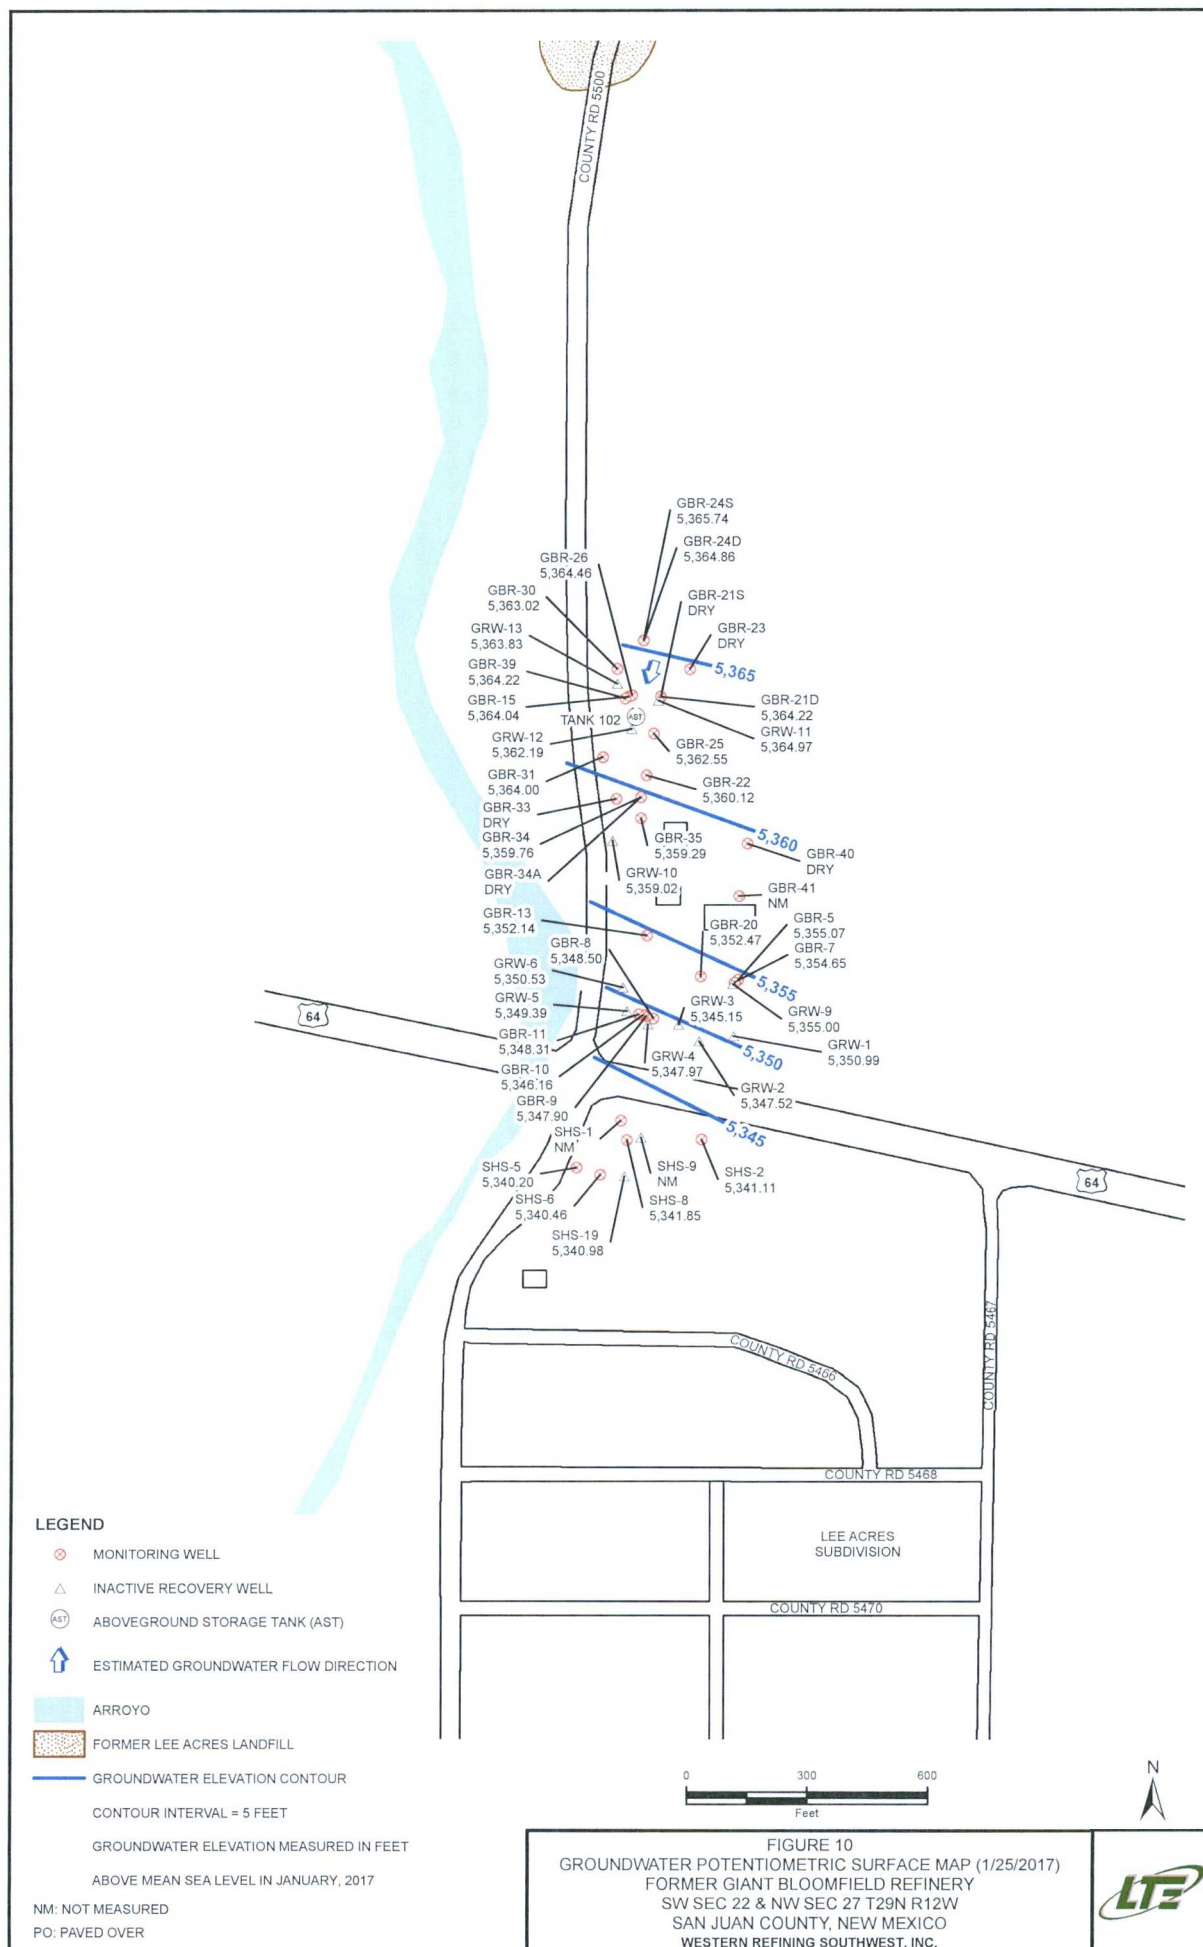 COUNTY RD 5500
GBR-24S
5,365.74
GBR-24D
5,364.86
GBR-26
5,364.46
GBR-21S
DRY
GBR-30
5,363.02
GBR-23
DRY
GRW-13
5,363.83
5,365
GBR-39
4,222
5,364.22
GBR-15
5,364.04
GBR-21D
5,364.22
TANK 102
AST
GRW-11
5,364.97
GRW-12
5,362.19
GBR-25
5,362.55
GBR-31
5,364.00
GBR-22
5,360.12
GBR-33
DRY
5,360
GBR-34
5,359.76
GBR-35
5,359.29
GBR-40
DRY
GBR-34A
DRY
GRW-10
5,359.02
GBR-41
NM
GBR-13
5,352.14
GBR-20
5,352.47
GBR-5
5,355.07
GBR-8
5,348.50
GBR-7
5,354.65
GRW-6
5,350.53
5,355
GRW-5
5,349.39
GRW-3
5,345.15
GRW-9
5,355.00
64
GBR-11
5,348.31
5,350
GRW-1
5,350.99
GBR-10
5,346.16
GRW-4
5,347.97
GRW-2
5,347.52
GBR-9
5,347.90
5,345
SHS-1
NM
SHS-5
5,340.20
SHS-9
NM
SHS-2
5,341.11
64
SHS-6
5,340.46
SHS-8
5,341.85
SHS-19
5,340.98
COUNTY RD 5467
COUNTY RD 5466
COUNTY RD 5468
LEE ACRES
SUBDIVISION
COUNTY RD 5470
LEGEND
MONITORING WELL
INACTIVE RECOVERY WELL
AST
ABOVEGROUND STORAGE TANK (AST)
ESTIMATED GROUNDWATER FLOW DIRECTION
ARROYO
FORMER LEE ACRES LANDFILL
GROUNDWATER ELEVATION CONTOUR
CONTOUR INTERVAL = 5 FEET
GROUNDWATER ELEVATION MEASURED IN FEET
ABOVE MEAN SEA LEVEL IN JANUARY, 2017
NM: NOT MEASURED
PO: PAVED OVER
0 300 600
Feet
N
FIGURE 10
GROUNDWATER POTENTIOMETRIC SURFACE MAP (1/25/2017)
FORMER GIANT BLOOMFIELD REFINERY
SW SEC 22 & NW SEC 27 T29N R12W
SAN JUAN COUNTY, NEW MEXICO
WESTERN REFINING SOUTHWEST, INC.
LTE